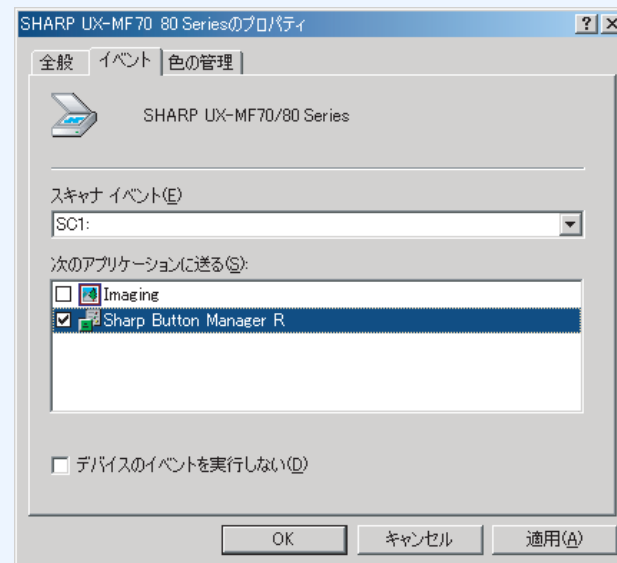 SHARP UX-MF70 80 Seriesのプロパティ
全般 イベント 色の管理
SHARP UX-MF70/80 Series
スキャナ イベント(E)
SC1:
次のアプリケーションに送る(S):
Imaging
Sharp Button Manager R
デバイスのイベントを実行しない(D)
OK キャンセル 適用(A)